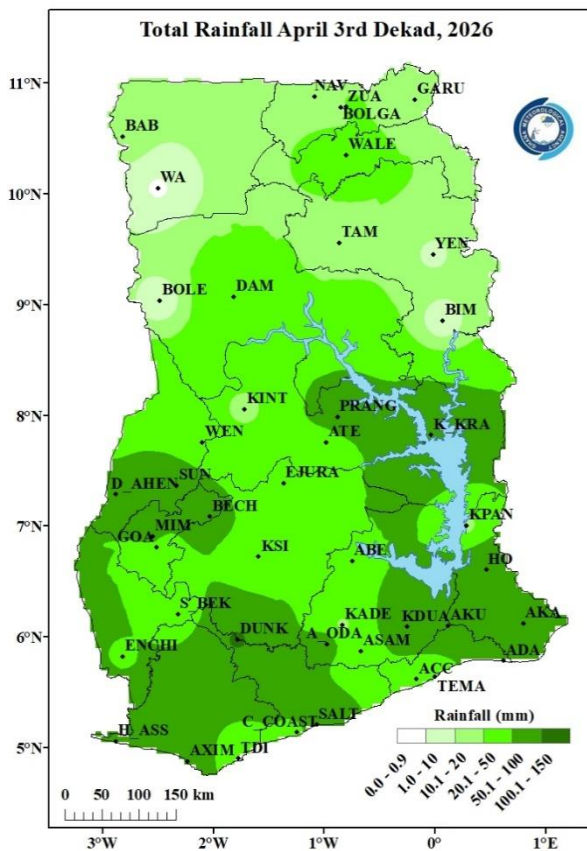 Total Rainfall April 3rd Dekad, 2026
11°N
10°N
9°N
8°N
7°N
6°N
5°N
NAV
GARU
ZUA
BOLGA
BAB
WALE
WA
TAM
YEN
BOLE
DAM
BIM
KINT
PRANG
WEN
ATE
K_KRA
SUN
D_AHEN
EJURA
BECH
KPAN
MIM
GOA
KSI
ABE
HO
S_BEK
KADE
KDUA
AKU
AKA
DUNK
A_ODA
ASAM
ENCHI
ADA
ACC
TEMA
SALT
C_COAST
H_ASS
AXIM
TDI
Rainfall (mm)
0.0 - 0.9
1.0 - 10
10.1 - 20
20.1 - 50
50.1 - 100
100.1 - 150
0 50 100 150 km
3°W 2°W 1°W 0° 1°E